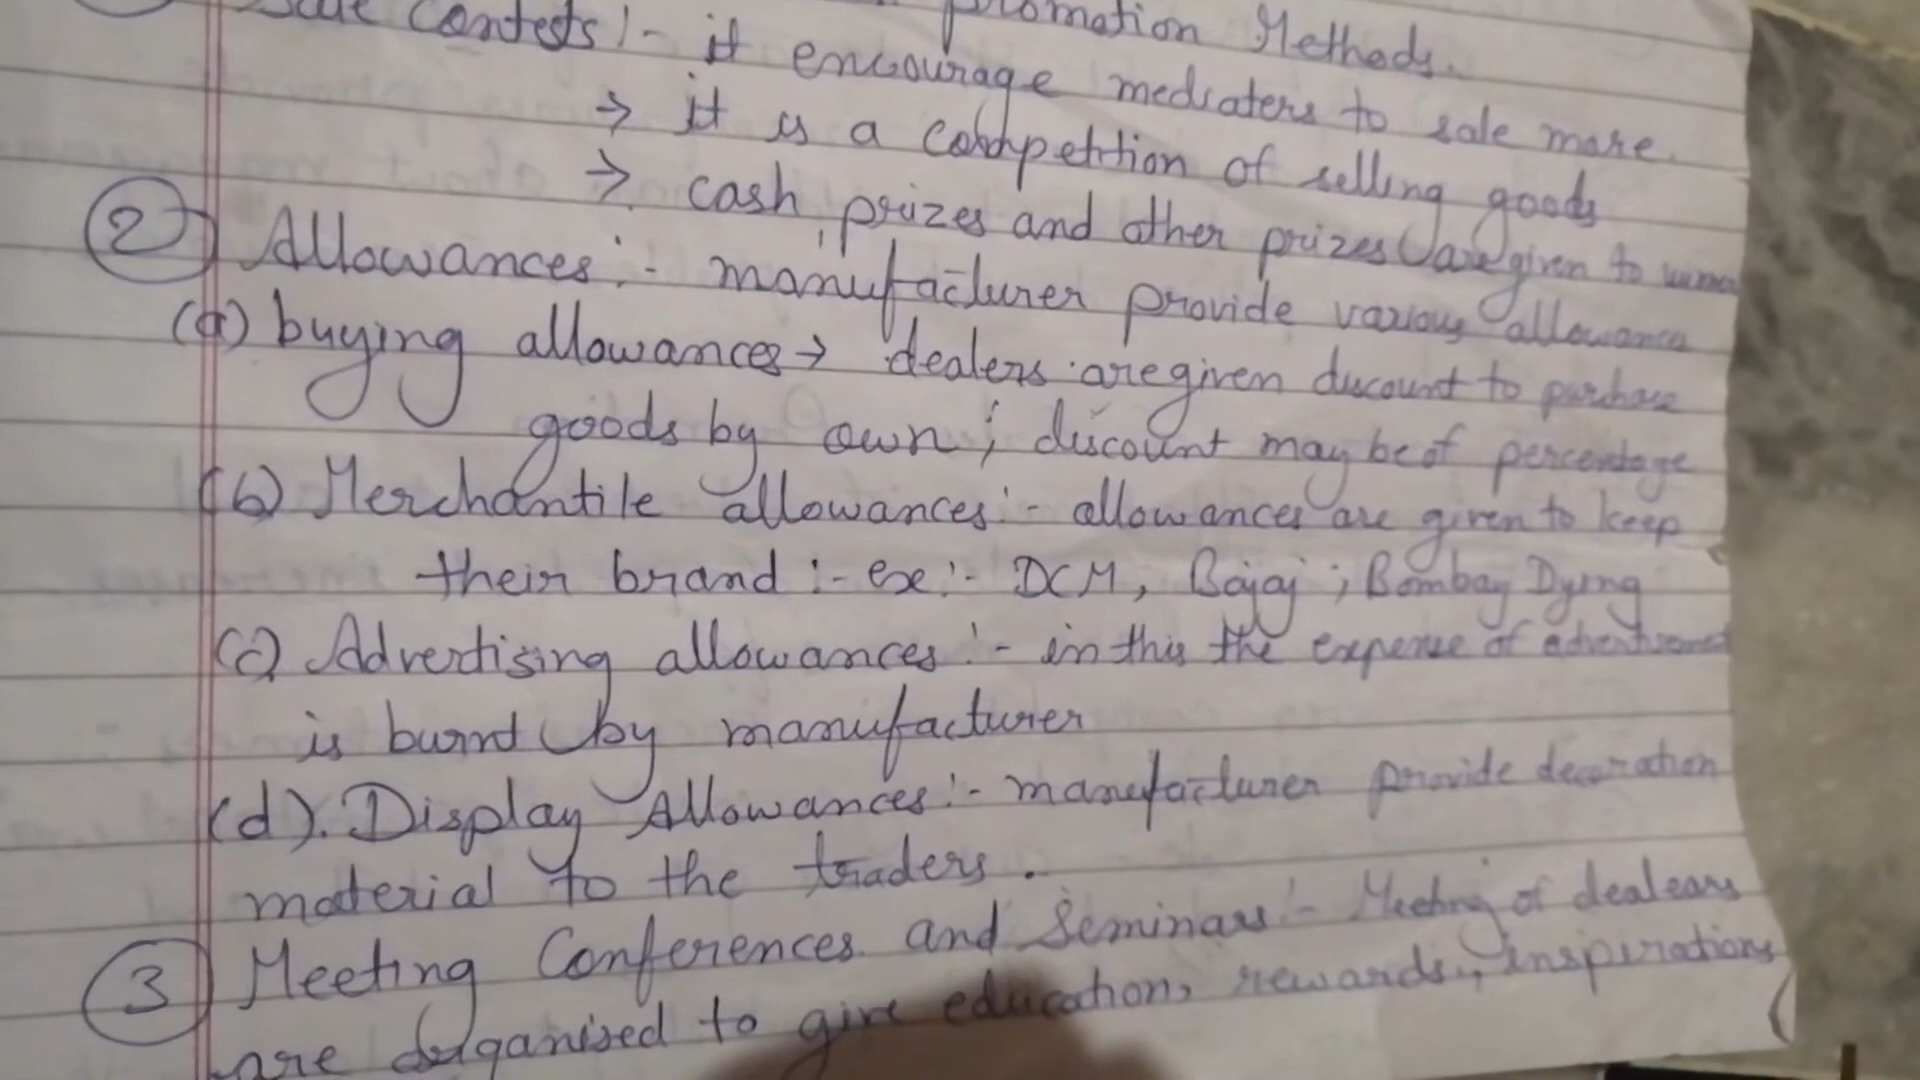 promotion Methods.
Sale Contests :- it encourage mediaters to sale more.
→ it is a competition of selling goods
→ cash prizes and other prizes are given to
② Allowances :- manufacturer provide various allowance
(a) buying allowances → dealers are given discount to purchase
goods by own ; discount may be of percentage
(b) Merchantile allowances :- allowances are given to keep
their brand :- ex :- DCM, Bajaj ; Bombay Dying
(c) Advertising allowances :- in this the expense of
is burnt by manufacturer
(d). Display Allowances :- manufacturer provide decoration
material to the traders .
③ Meeting Conferences and Seminars :- Meeting of dealears
are organised to give education, rewards, inspirations